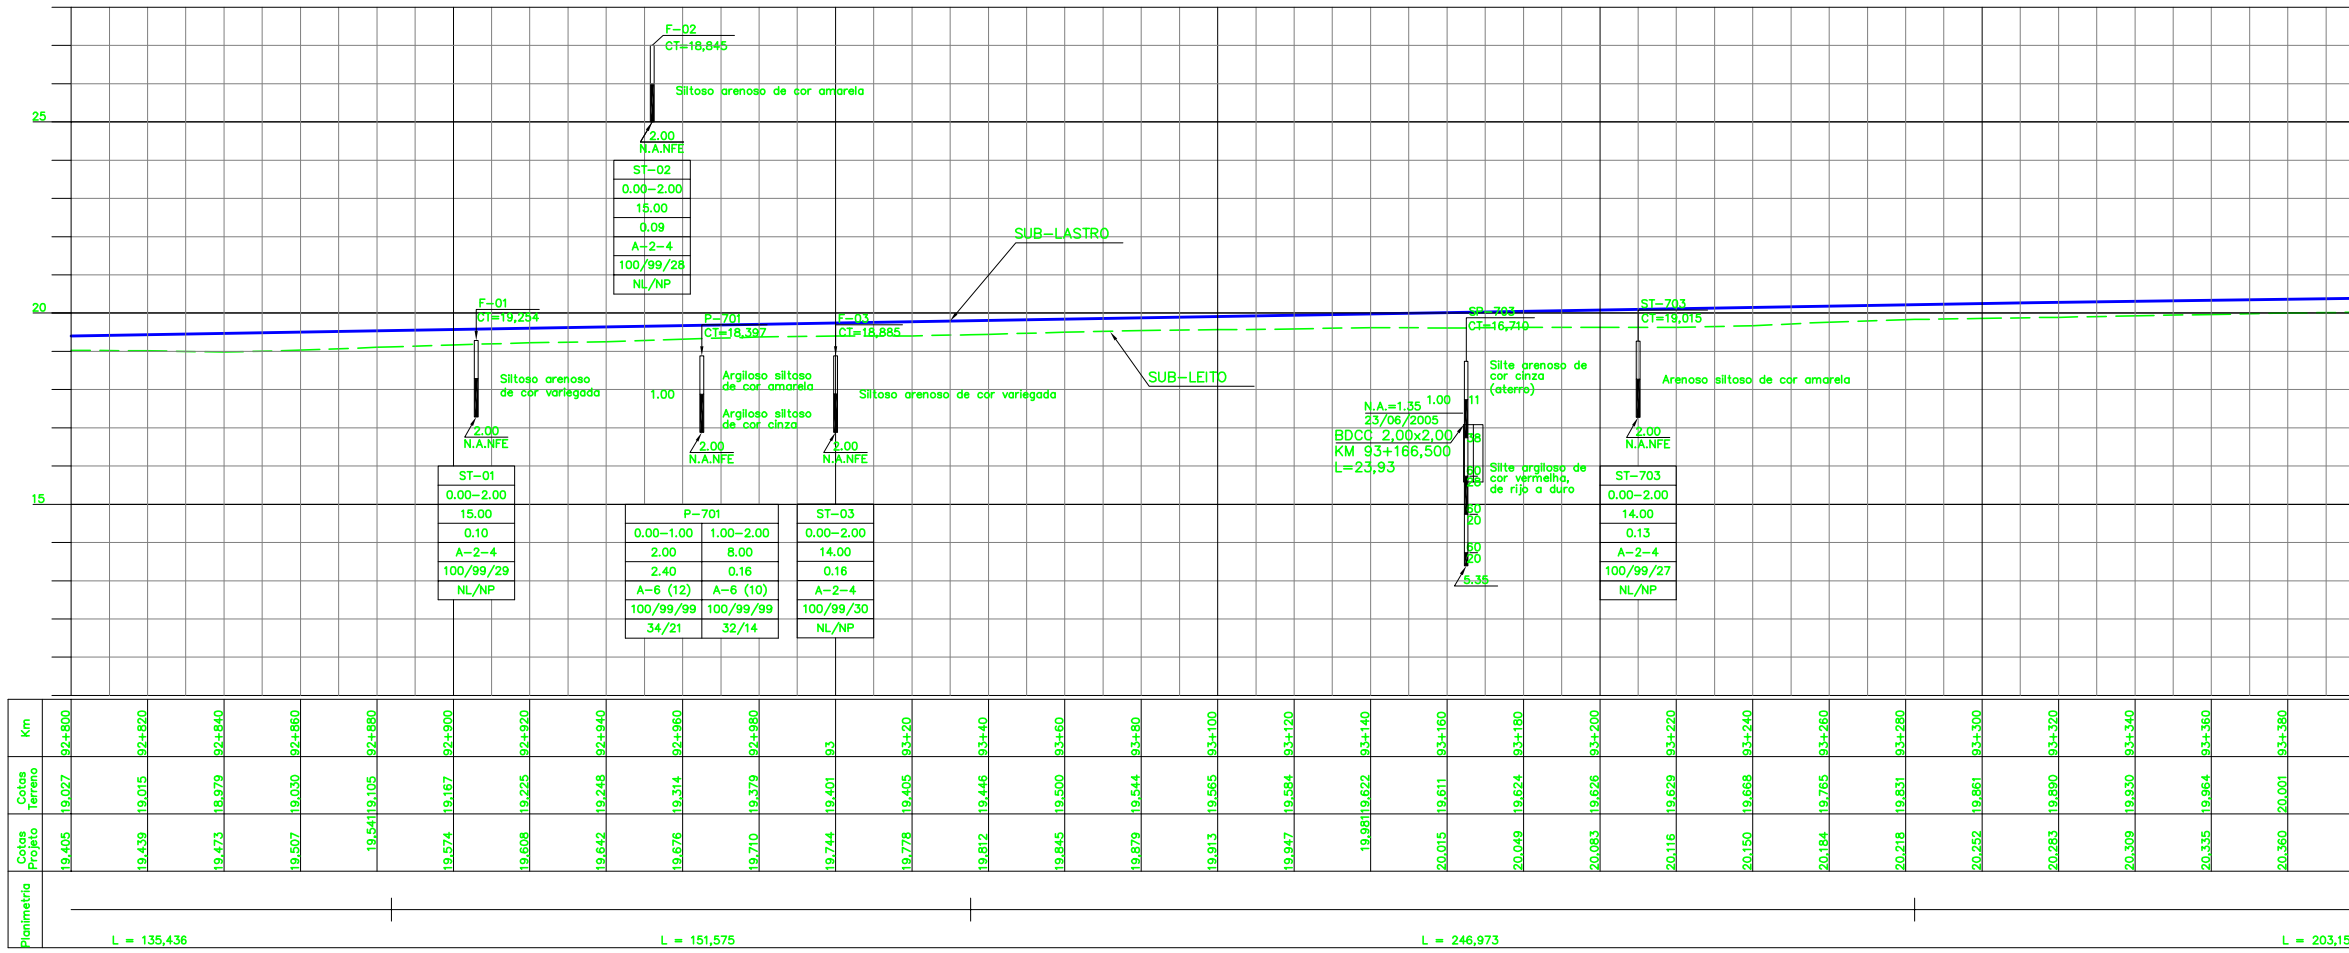 F-02
CT=18,845
Siltoso arenoso de cor amarela
25
2.00
N.A.NFE
ST-02
0.00-2.00
15.00
0.09
A-2-4
100/99/28
NL/NP
SUB-LASTRO
20
F-01
CT=19,254
P-701
CT=18,397
F-03
CT=18,885
SP-703
CT=16,710
ST-703
CT=19,015
SUB-LEITO
Siltoso arenoso
de cor variegada
1.00
Argiloso siltoso
de cor amarela
Argiloso siltoso
de cor cinza
Siltoso arenoso de cor variegada
Silte arenoso de
cor cinza
(aterro)
Arenoso siltoso de cor amarela
1.00
11
N.A.=1.35
23/06/2005
BDCC 2,00x2,00
KM 93+166,500
L=23,93
38
Silte argiloso de
cor vermelha,
de rijo a duro
50
20
50
20
5.35
2.00
N.A.NFE
2.00
N.A.NFE
2.00
N.A.NFE
2.00
N.A.NFE
15
ST-01
0.00-2.00
15.00
0.10
A-2-4
100/99/29
NL/NP
P-701
0.00-1.00 1.00-2.00
2.00 8.00
2.40 0.16
A-6 (12) A-6 (10)
100/99/99 100/99/99
34/21 32/14
ST-03
0.00-2.00
14.00
0.16
A-2-4
100/99/30
NL/NP
ST-703
0.00-2.00
14.00
0.13
A-2-4
100/99/27
NL/NP
Km 92+800 92+820 92+840 92+860 92+880 92+900 92+920 92+940 92+960 92+980 93 93+20 93+40 93+60 93+80 93+100 93+120 93+140 93+160 93+180 93+200 93+220 93+240 93+260 93+280 93+300 93+320 93+340 93+360 93+380
Cotas
Terreno
19.027 19.015 18.979 19.030 19.105 19.167 19.225 19.248 19.314 19.379 19.401 19.405 19.446 19.500 19.544 19.565 19.584 19.622 19.611 19.624 19.626 19.629 19.668 19.765 19.831 19.861 19.890 19.930 19.964 20.001
Cotas
Projeto
19.405 19.439 19.473 19.507 19.541 19.574 19.608 19.642 19.676 19.710 19.744 19.778 19.812 19.845 19.879 19.913 19.947 19.981 20.015 20.049 20.083 20.116 20.150 20.184 20.218 20.252 20.283 20.309 20.335 20.360
Planimetria
L = 135,436 L = 151,575 L = 246,973 L = 203,15